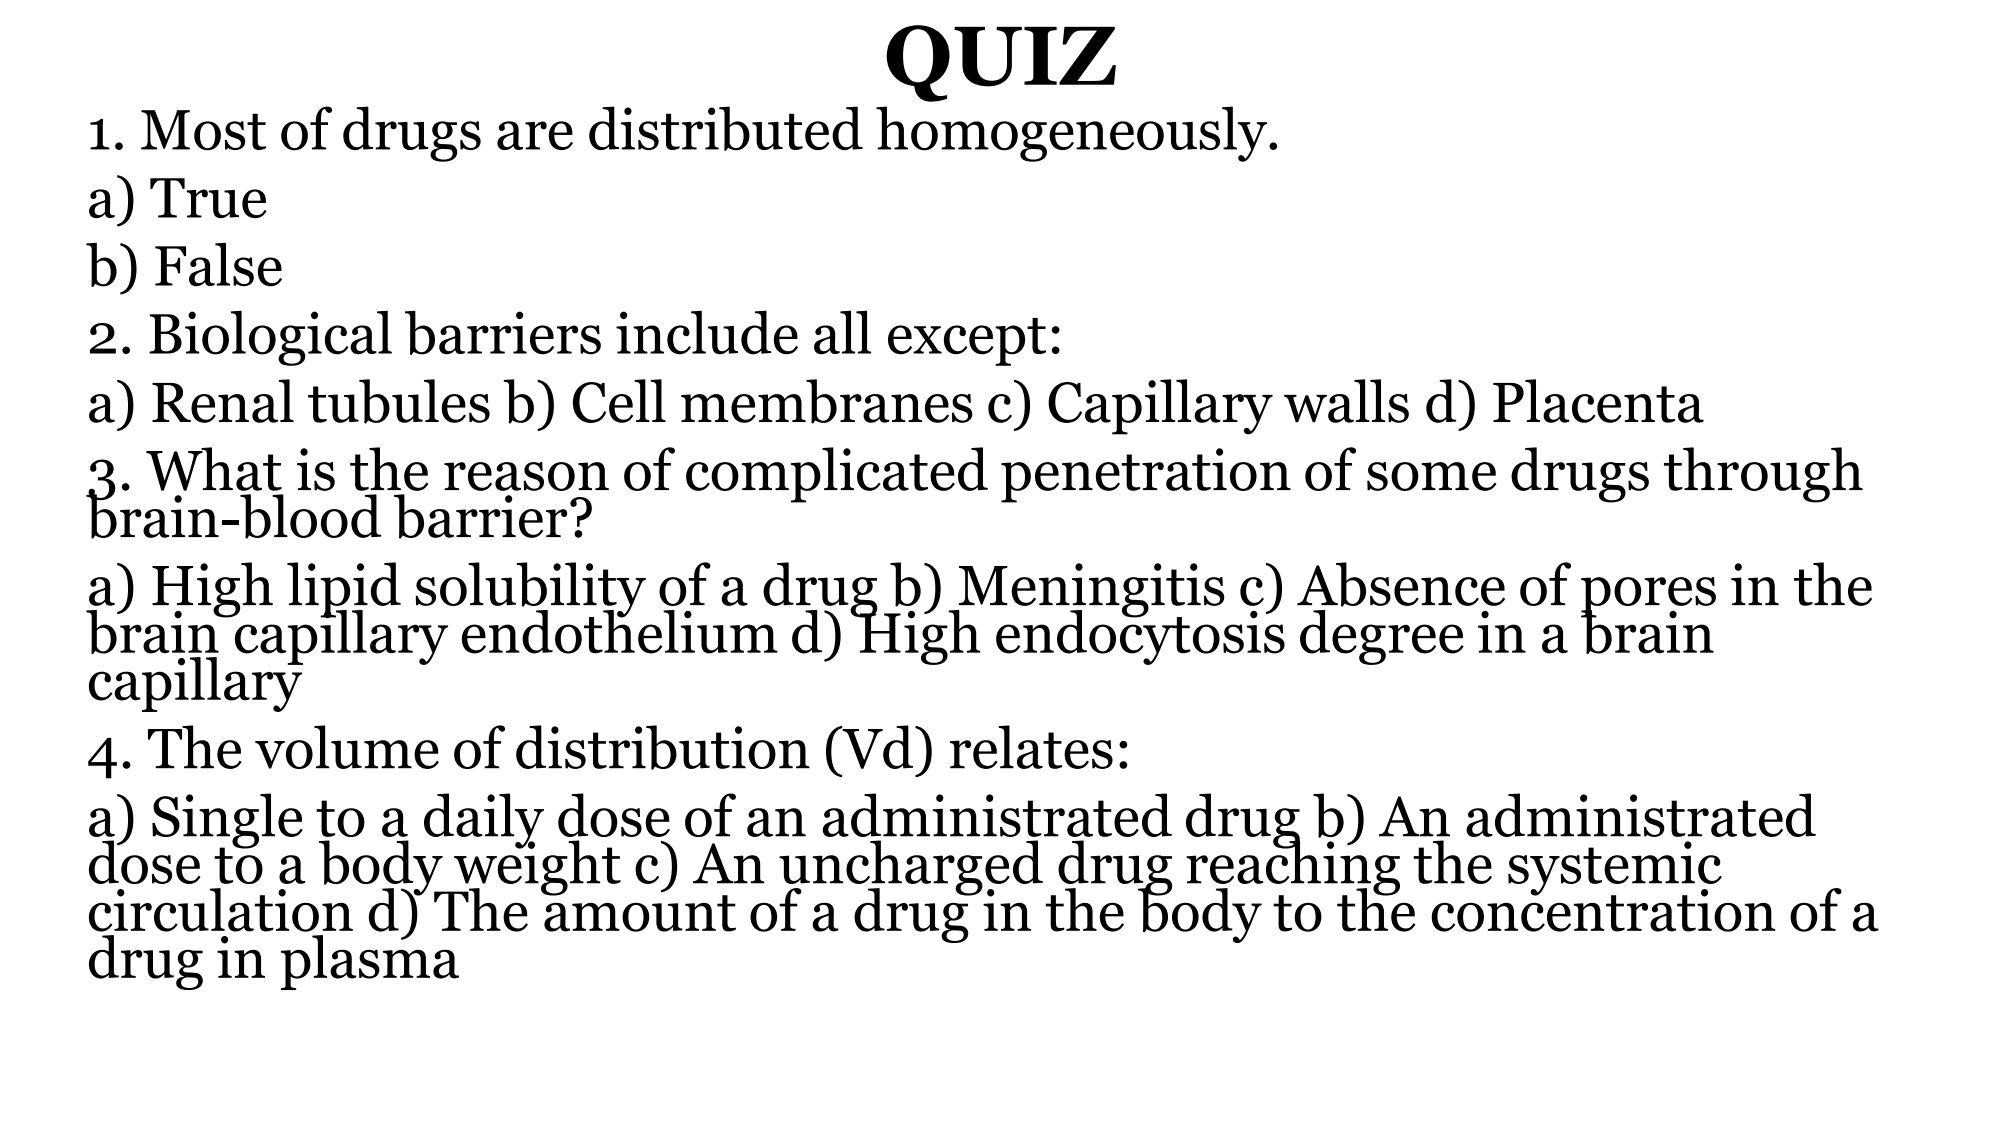 QUIZ
1. Most of drugs are distributed homogeneously.
a) True
b) False
2. Biological barriers include all except:
a) Renal tubules b) Cell membranes c) Capillary walls d) Placenta
3. What is the reason of complicated penetration of some drugs through
brain-blood barrier?
a) High lipid solubility of a drug b) Meningitis c) Absence of pores in the
brain capillary endothelium d) High endocytosis degree in a brain
capillary
4. The volume of distribution (Vd) relates:
a) Single to a daily dose of an administrated drug b) An administrated
dose to a body weight c) An uncharged drug reaching the systemic
circulation d) The amount of a drug in the body to the concentration of a
drug in plasma